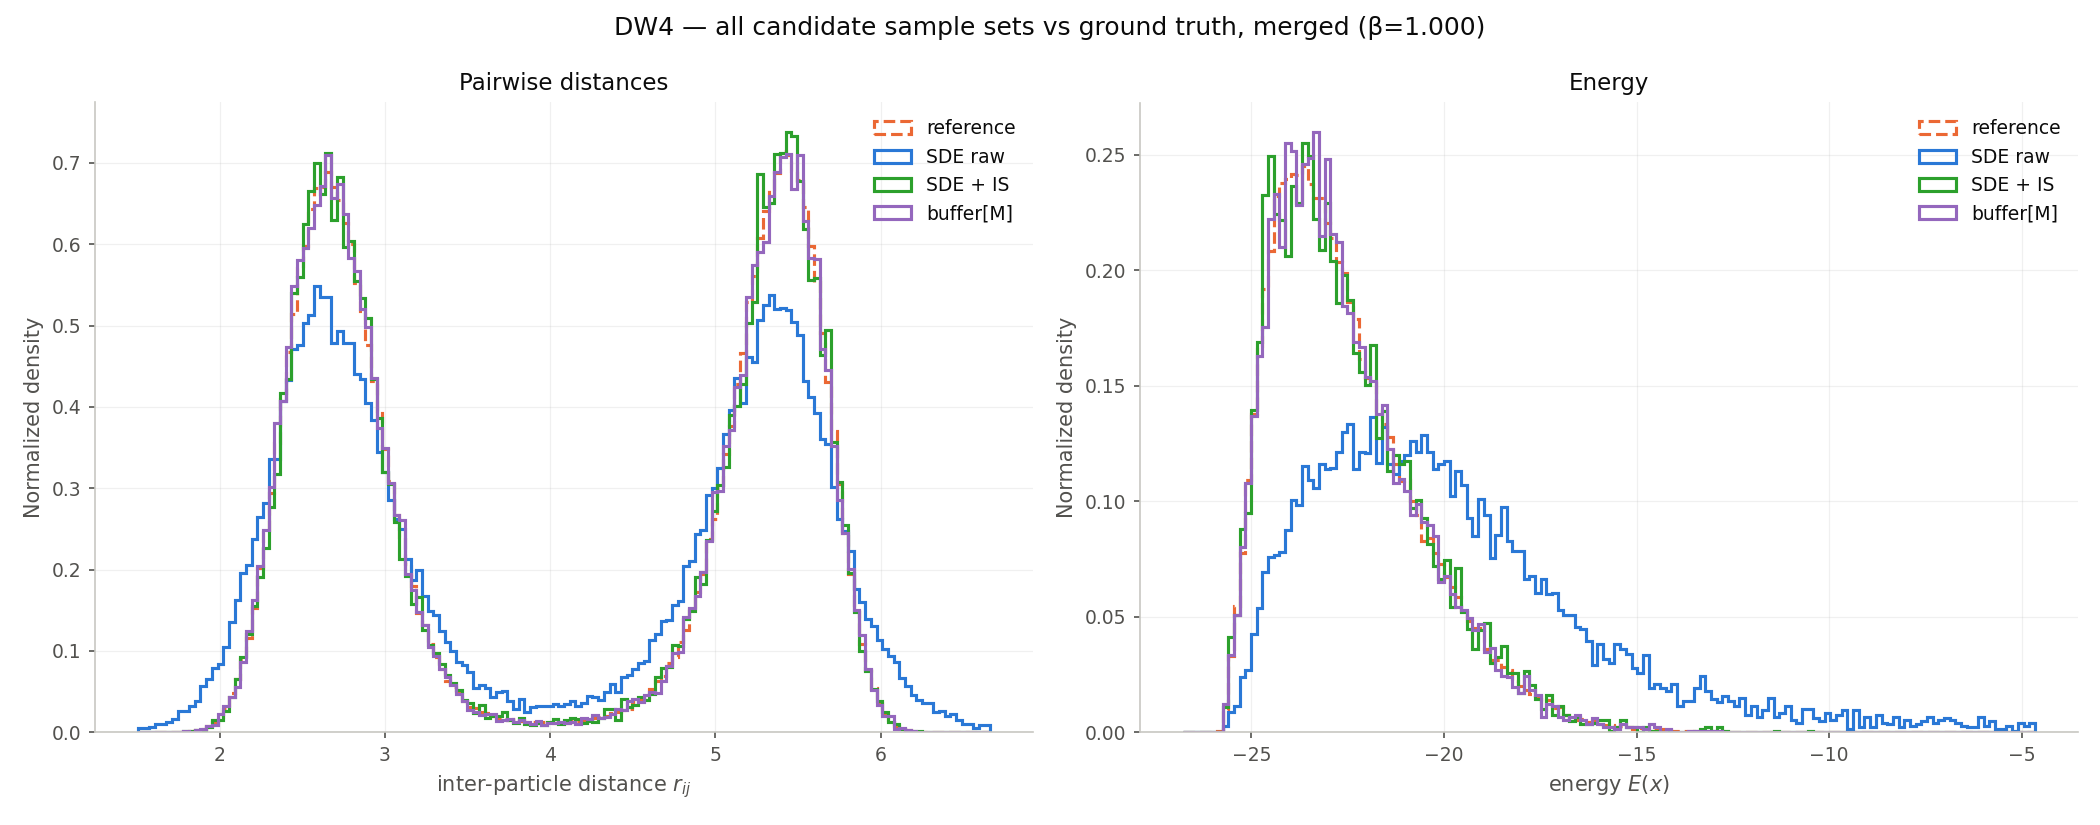 DW4 — all candidate sample sets vs ground truth, merged (β=1.000)
Pairwise distances
Normalized density
0.7
0.6
0.5
0.4
0.3
0.2
0.1
0.0
2
3
4
5
6
inter-particle distance r_ij
reference
SDE raw
SDE + IS
buffer[M]
Energy
Normalized density
0.25
0.20
0.15
0.10
0.05
0.00
−25
−20
−15
−10
−5
energy E(x)
reference
SDE raw
SDE + IS
buffer[M]